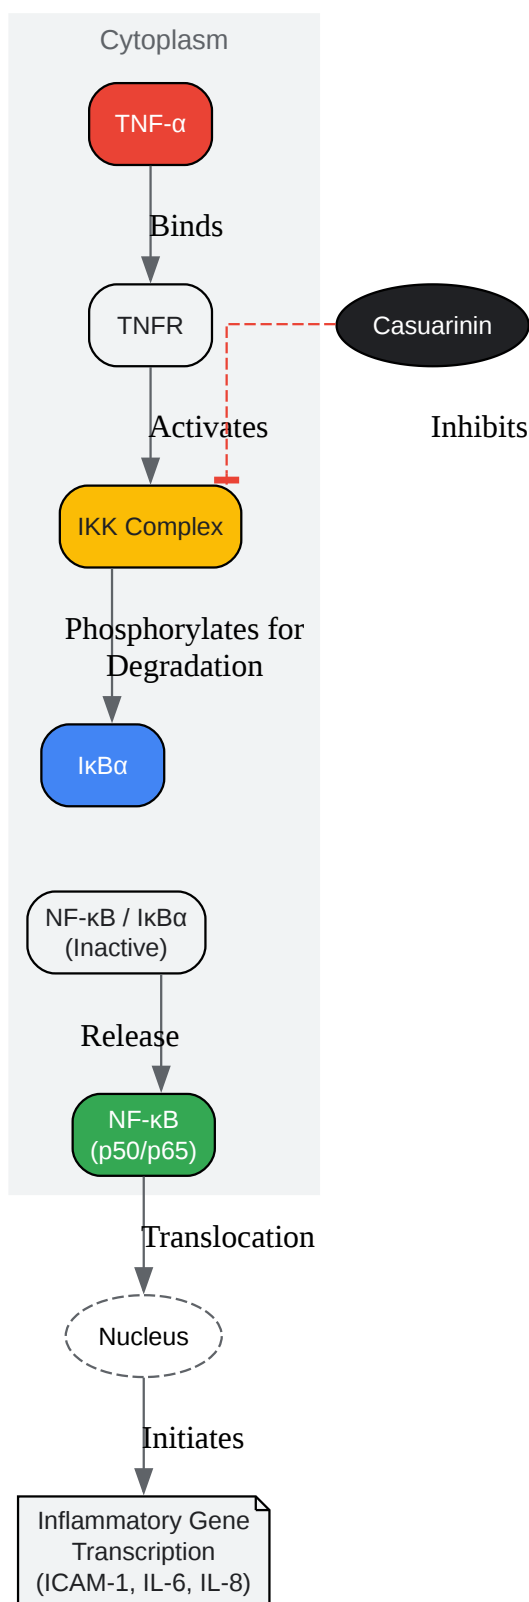 Cytoplasm
TNF-α
Binds
TNFR
Casuarinin
Activates
Inhibits
IKK Complex
Phosphorylates for
Degradation
IκBα
NF-κB / IκBα
(Inactive)
Release
NF-κB
(p50/p65)
Translocation
Nucleus
Initiates
Inflammatory Gene
Transcription
(ICAM-1, IL-6, IL-8)